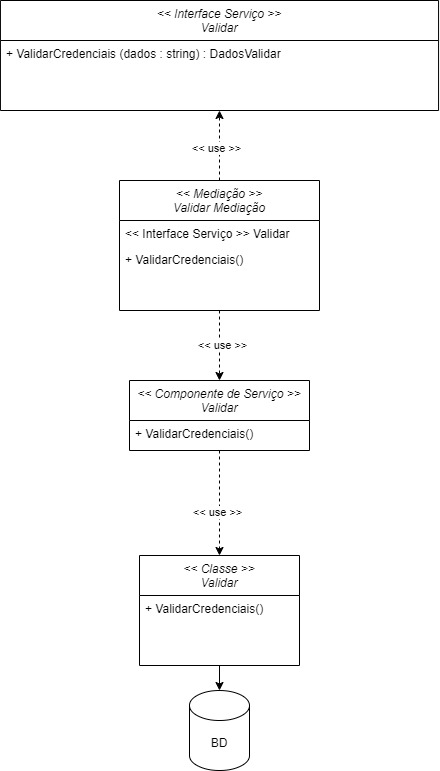 << Interface Serviço >>
Validar
+ ValidarCredenciais (dados : string) : DadosValidar
<< use >>
<< Mediação >>
Validar Mediação
<< Interface Serviço >> Validar
+ ValidarCredenciais()
<< use >>
<< Componente de Serviço >>
Validar
+ ValidarCredenciais()
<< use >>
<< Classe >>
Validar
+ ValidarCredenciais()
BD